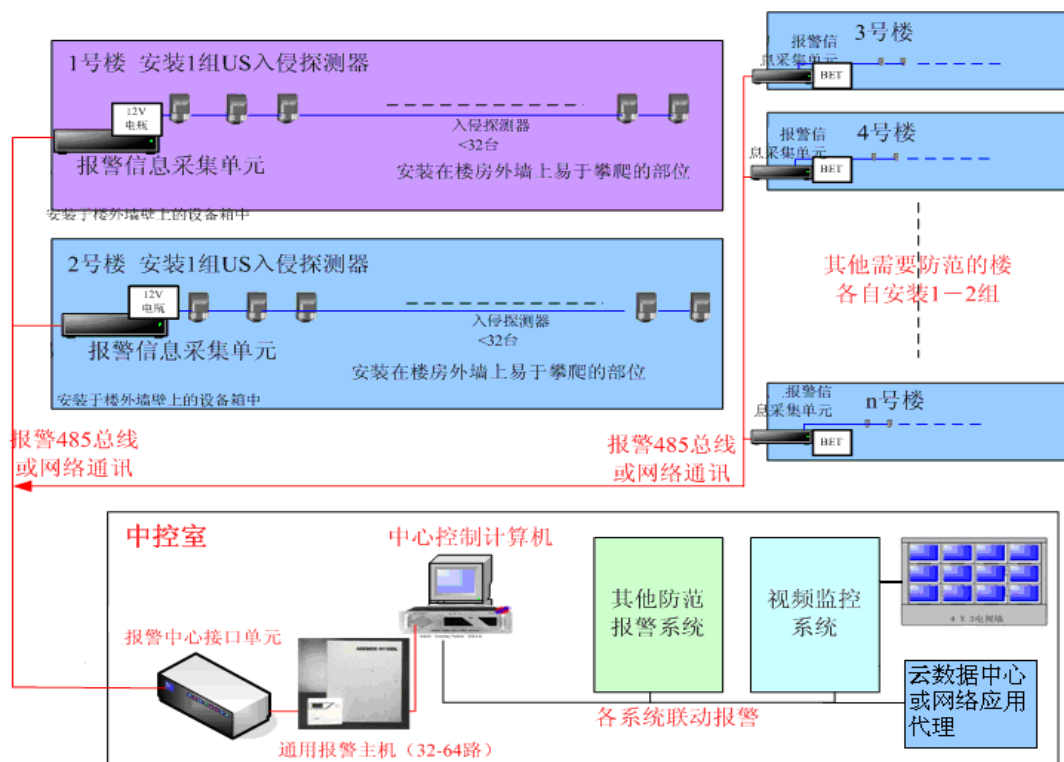 1号楼 安装1组US入侵探测器
12V
电瓶
入侵探测器
<32台
报警信息采集单元
安装在楼房外墙上易于攀爬的部位
安装于楼外墙壁上的设备箱中
2号楼 安装1组US入侵探测器
12V
电瓶
入侵探测器
<32台
报警信息采集单元
安装在楼房外墙上易于攀爬的部位
安装于楼外墙壁上的设备箱中
报警485总线
或网络通讯
3号楼
报警信
息采集单元
BET
4号楼
报警信
息采集单元
BET
其他需要防范的楼
各自安装1－2组
n号楼
报警信
息采集单元
BET
报警485总线
或网络通讯
中控室
中心控制计算机
报警中心接口单元
通用报警主机（32-64路）
其他防范
报警系统
视频监控
系统
4 X 3电视墙
各系统联动报警
云数据中心
或网络应用
代理